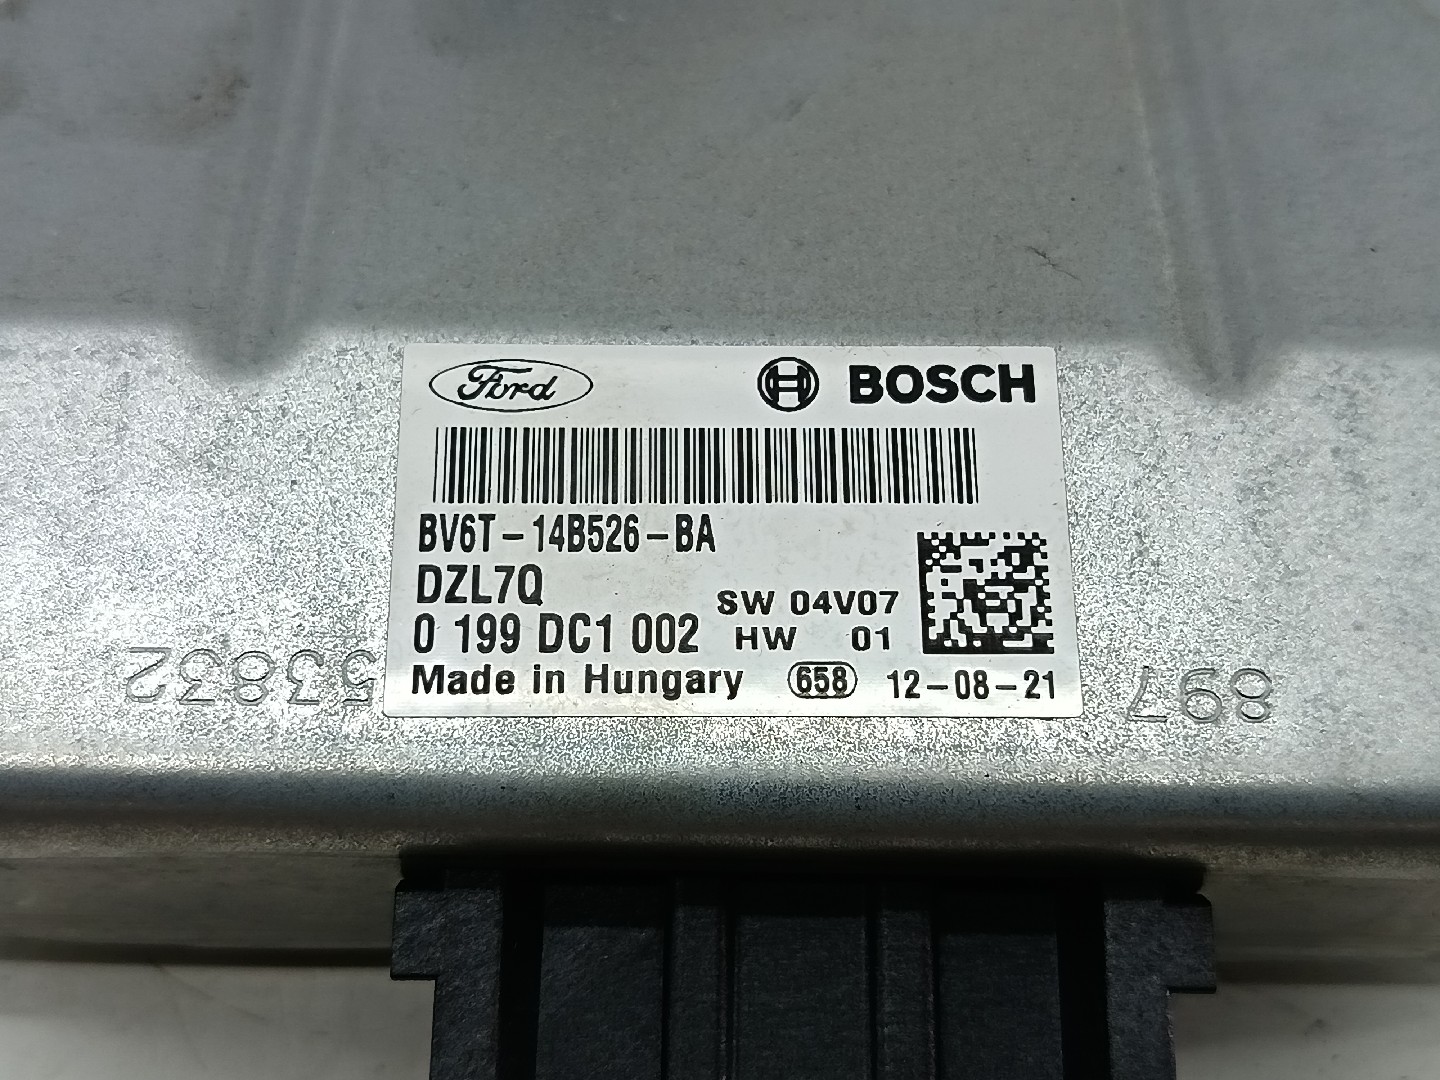 Ford BOSCH
BV6T-14B526-BA
DZL7Q
SW 04V07
0 199 DC1 002
HW 01
Made in Hungary 658 12-08-21
53832
897